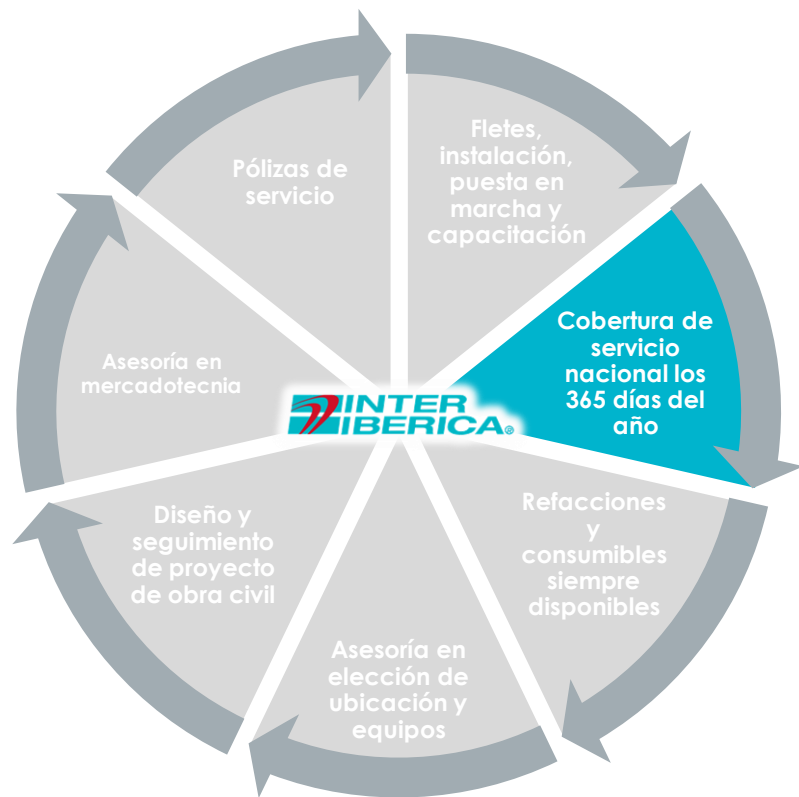 Fletes,
instalación,
puesta en
marcha y
capacitación
Cobertura de
servicio
nacional los
365 días del
año
Refacciones
y
consumibles
siempre
disponibles
Asesoría en
elección de
ubicación y
equipos
Diseño y
seguimiento
de proyecto
de obra civil
Asesoría en
mercadotecnia
Pólizas de
servicio
INTER
IBERICA®